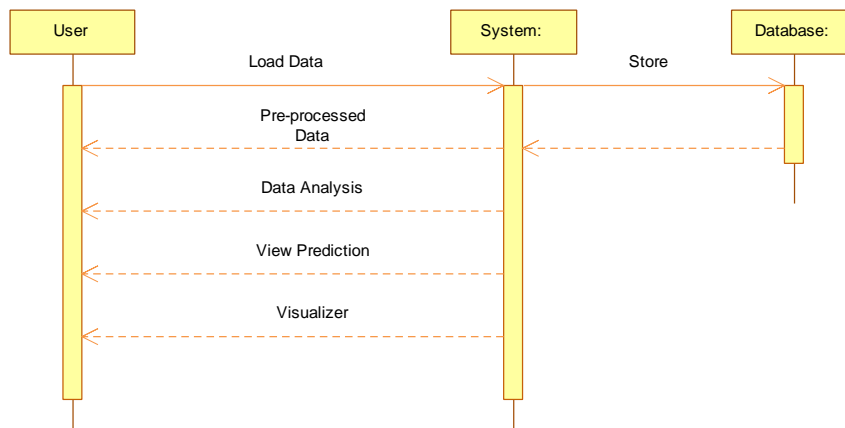 User
System:
Database:
Load Data
Store
Pre-processed
Data
Data Analysis
View Prediction
Visualizer